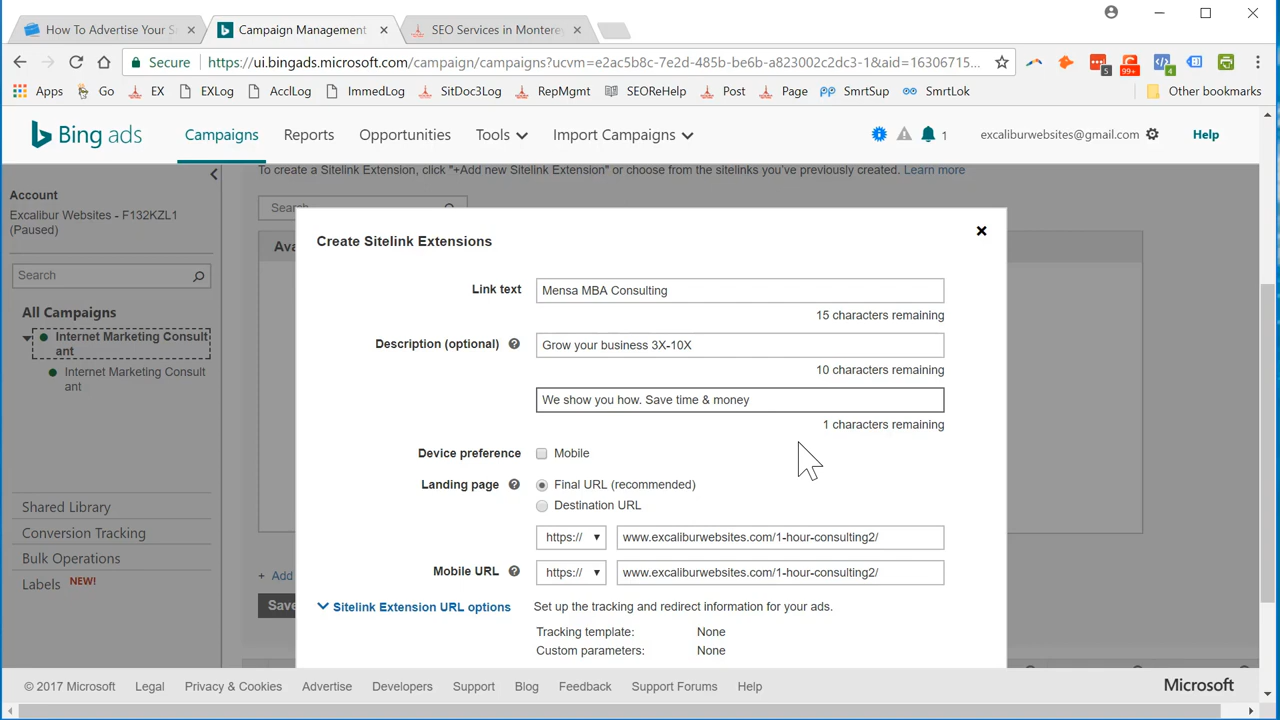 How To Advertise Your S
Campaign Management
SEO Services in Monterey
Secure
https://ui.bingads.microsoft.com/campaign/campaigns?ucvm=e2ac5b8c-7e2d-485b-be6b-a823002c2dc3-1&aid=16306715...
5
99+
4
Apps
Go
EX
EXLog
AcclLog
ImmedLog
SitDoc3Log
RepMgmt
SEOReHelp
Post
Page
SmrtSup
SmrtLok
Other bookmarks
Bing ads
Campaigns
Reports
Opportunities
Tools
Import Campaigns
1
excaliburwebsites@gmail.com
Help
To create a Sitelink Extension, click "+Add new Sitelink Extension" or choose from the sitelinks you've previously created. Learn more
Account
Excalibur Websites - F132KZL1
(Paused)
Search
All Campaigns
Internet Marketing Consult
ant
Internet Marketing Consult
ant
Shared Library
Conversion Tracking
Bulk Operations
Labels NEW!
Search
Ava
+ Add
Save
Create Sitelink Extensions
Link text
Mensa MBA Consulting
15 characters remaining
Description (optional)
Grow your business 3X-10X
10 characters remaining
We show you how. Save time & money
1 characters remaining
Device preference
Mobile
Landing page
Final URL (recommended)
Destination URL
https://
www.excaliburwebsites.com/1-hour-consulting2/
Mobile URL
https://
www.excaliburwebsites.com/1-hour-consulting2/
Sitelink Extension URL options
Set up the tracking and redirect information for your ads.
Tracking template: None
Custom parameters: None
© 2017 Microsoft
Legal
Privacy & Cookies
Advertise
Developers
Support
Blog
Feedback
Support Forums
Help
Microsoft